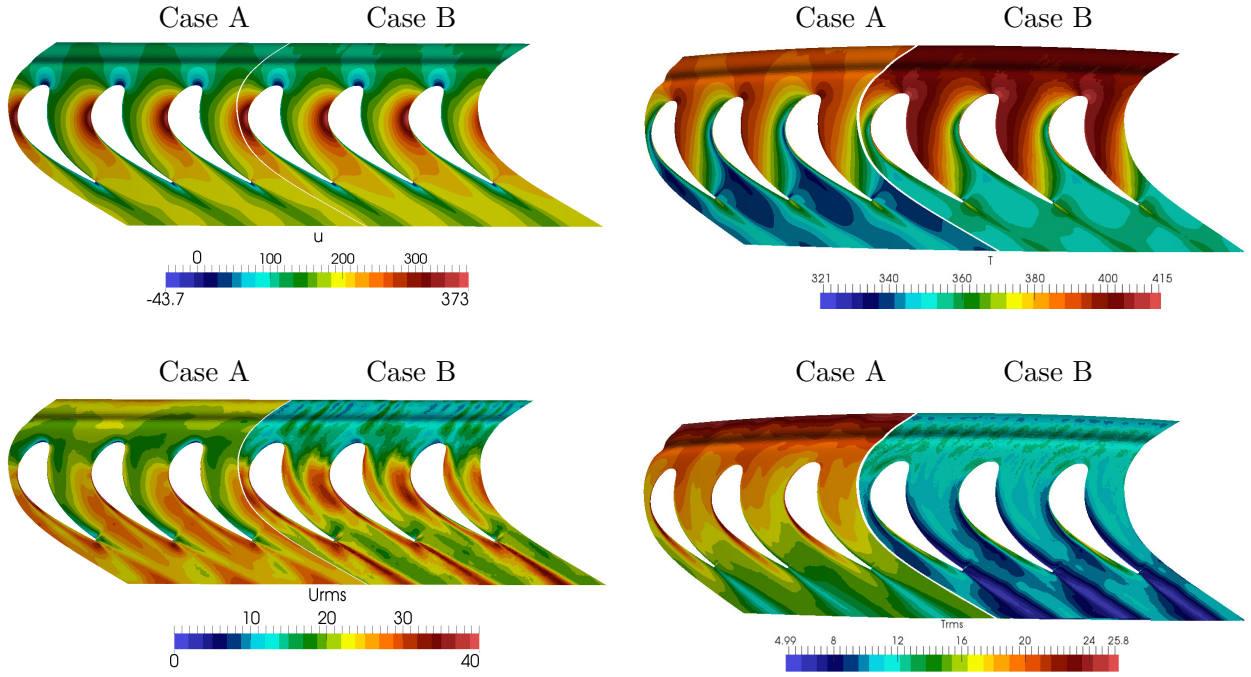 Case A Case B
u
0 100 200 300
-43.7 373
Case A Case B
T
321 340 360 380 400 415
Case A Case B
Urms
10 20 30
0 40
Case A Case B
Trms
4.99 8 12 16 20 24 25.8